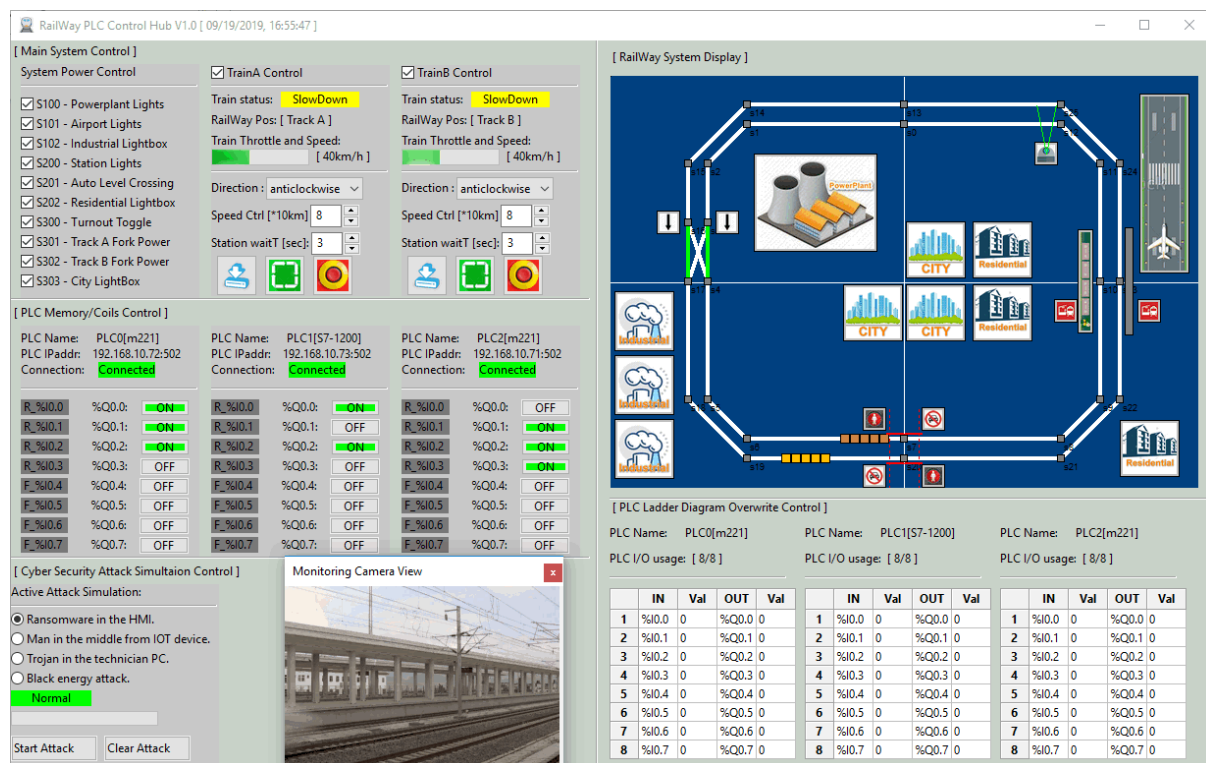 RailWay PLC Control Hub V1.0 [ 09/19/2019, 16:55:47 ]
[ Main System Control ]
System Power Control
S100 - Powerplant Lights
S101 - Airport Lights
S102 - Industrial Lightbox
S200 - Station Lights
S201 - Auto Level Crossing
S202 - Residential Lightbox
S300 - Turnout Toggle
S301 - Track A Fork Power
S302 - Track B Fork Power
S303 - City LightBox
TrainA Control
Train status: SlowDown
RailWay Pos: [ Track A ]
Train Throttle and Speed:
[ 40km/h ]
Direction : anticlockwise
Speed Ctrl [*10km] 8
Station waitT [sec]: 3
TrainB Control
Train status: SlowDown
RailWay Pos: [ Track B ]
Train Throttle and Speed:
[ 40km/h ]
Direction : anticlockwise
Speed Ctrl [*10km] 8
Station waitT [sec]: 3
[ PLC Memory/Coils Control ]
PLC Name: PLC0[m221]
PLC IPaddr: 192.168.10.72:502
Connection: Connected
R_%I0.0 %Q0.0: ON
R_%I0.1 %Q0.1: ON
R_%I0.2 %Q0.2: ON
R_%I0.3 %Q0.3: OFF
F_%I0.4 %Q0.4: OFF
F_%I0.5 %Q0.5: OFF
F_%I0.6 %Q0.6: OFF
F_%I0.7 %Q0.7: OFF
PLC Name: PLC1[S7-1200]
PLC IPaddr: 192.168.10.73:502
Connection: Connected
R_%I0.0 %Q0.0: ON
R_%I0.1 %Q0.1: OFF
R_%I0.2 %Q0.2: ON
R_%I0.3 %Q0.3: OFF
F_%I0.4 %Q0.4: OFF
F_%I0.5 %Q0.5: OFF
F_%I0.6 %Q0.6: OFF
F_%I0.7 %Q0.7: OFF
PLC Name: PLC2[m221]
PLC IPaddr: 192.168.10.71:502
Connection: Connected
R_%I0.0 %Q0.0: OFF
R_%I0.1 %Q0.1: ON
R_%I0.2 %Q0.2: ON
R_%I0.3 %Q0.3: ON
F_%I0.4 %Q0.4: OFF
F_%I0.5 %Q0.5: OFF
F_%I0.6 %Q0.6: OFF
F_%I0.7 %Q0.7: OFF
[ Cyber Security Attack Simultaion Control ]
Active Attack Simulation:
Ransomware in the HMI.
Man in the middle from IOT device.
Trojan in the technician PC.
Black energy attack.
Normal
Start Attack Clear Attack
Monitoring Camera View
[ RailWay System Display ]
s14
s13
s1
s0
s15
s2
s11
s24
PowerPlant
CITY
Residential
CITY
s17
s4
s10
CITY
CITY
Residential
Industrial
Industrial
Industrial
s9
s22
s6
s7
s19
s21
Residential
[ PLC Ladder Diagram Overwrite Control ]
PLC Name: PLC0[m221]
PLC I/O usage: [ 8/8 ]
IN Val OUT Val
1 %I0.0 0 %Q0.0 0
2 %I0.1 0 %Q0.1 0
3 %I0.2 0 %Q0.2 0
4 %I0.3 0 %Q0.3 0
5 %I0.4 0 %Q0.4 0
6 %I0.5 0 %Q0.5 0
7 %I0.6 0 %Q0.6 0
8 %I0.7 0 %Q0.7 0
PLC Name: PLC1[S7-1200]
PLC I/O usage: [ 8/8 ]
IN Val OUT Val
1 %I0.0 0 %Q0.0 0
2 %I0.1 0 %Q0.1 0
3 %I0.2 0 %Q0.2 0
4 %I0.3 0 %Q0.3 0
5 %I0.4 0 %Q0.4 0
6 %I0.5 0 %Q0.5 0
7 %I0.6 0 %Q0.6 0
8 %I0.7 0 %Q0.7 0
PLC Name: PLC2[m221]
PLC I/O usage: [ 8/8 ]
IN Val OUT Val
1 %I0.0 0 %Q0.0 0
2 %I0.1 0 %Q0.1 0
3 %I0.2 0 %Q0.2 0
4 %I0.3 0 %Q0.3 0
5 %I0.4 0 %Q0.4 0
6 %I0.5 0 %Q0.5 0
7 %I0.6 0 %Q0.6 0
8 %I0.7 0 %Q0.7 0